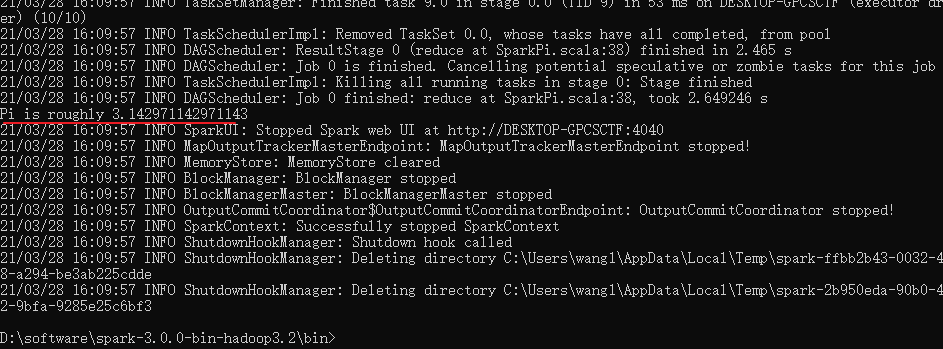 21/03/28 16:09:57 INFO TaskSetManager: Finished task 9.0 in stage 0.0 (TID 9) in 53 ms on DESKTOP-GPCSCTF (executor dr
er) (10/10)
21/03/28 16:09:57 INFO TaskSchedulerImpl: Removed TaskSet 0.0, whose tasks have all completed, from pool
21/03/28 16:09:57 INFO DAGScheduler: ResultStage 0 (reduce at SparkPi.scala:38) finished in 2.465 s
21/03/28 16:09:57 INFO DAGScheduler: Job 0 is finished. Cancelling potential speculative or zombie tasks for this job
21/03/28 16:09:57 INFO TaskSchedulerImpl: Killing all running tasks in stage 0: Stage finished
21/03/28 16:09:57 INFO DAGScheduler: Job 0 finished: reduce at SparkPi.scala:38, took 2.649246 s
Pi is roughly 3.142971142971143
21/03/28 16:09:57 INFO SparkUI: Stopped Spark web UI at http://DESKTOP-GPCSCTF:4040
21/03/28 16:09:57 INFO MapOutputTrackerMasterEndpoint: MapOutputTrackerMasterEndpoint stopped!
21/03/28 16:09:57 INFO MemoryStore: MemoryStore cleared
21/03/28 16:09:57 INFO BlockManager: BlockManager stopped
21/03/28 16:09:57 INFO BlockManagerMaster: BlockManagerMaster stopped
21/03/28 16:09:57 INFO OutputCommitCoordinator$OutputCommitCoordinatorEndpoint: OutputCommitCoordinator stopped!
21/03/28 16:09:57 INFO SparkContext: Successfully stopped SparkContext
21/03/28 16:09:57 INFO ShutdownHookManager: Shutdown hook called
21/03/28 16:09:57 INFO ShutdownHookManager: Deleting directory C:\Users\wang1\AppData\Local\Temp\spark-ffbb2b43-0032-4
8-a294-be3ab225cdde
21/03/28 16:09:57 INFO ShutdownHookManager: Deleting directory C:\Users\wang1\AppData\Local\Temp\spark-2b950eda-90b0-4
2-9bfa-9285e25c6bf3
D:\software\spark-3.0.0-bin-hadoop3.2\bin>